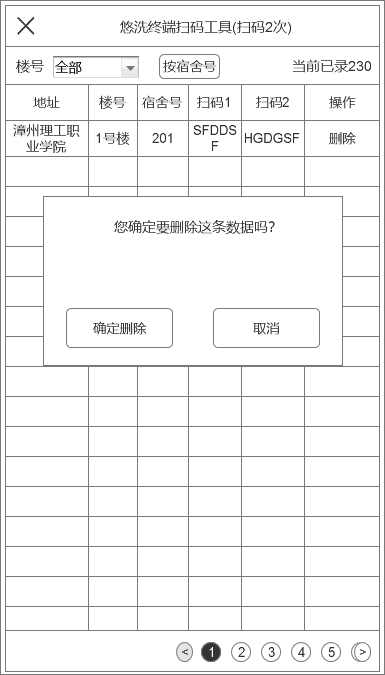 悠洗终端扫码工具(扫码2次)
楼号 全部 按宿舍号 当前已录230
地址 楼号 宿舍号 扫码1 扫码2 操作
漳州理工职业学院 1号楼 201 SFDDSF HGDGSF 删除
您确定要删除这条数据吗?
确定删除 取消
< 1 2 3 4 5 >